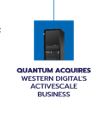 QUANTUM ACQUIRES
WESTERN DIGITAL'S
ACTIVESCALE
BUSINESS